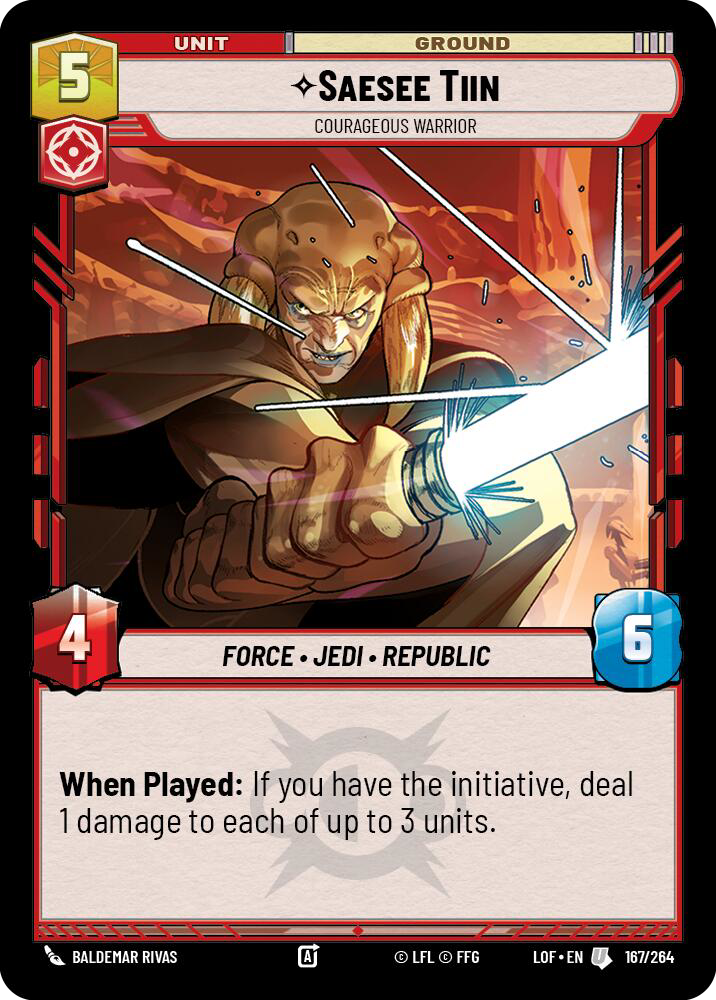 UNIT GROUND
5
✧SAESEE TIIN
COURAGEOUS WARRIOR
4
FORCE • JEDI • REPUBLIC
6
When Played: If you have the initiative, deal
1 damage to each of up to 3 units.
BALDEMAR RIVAS A © LFL © FFG LOF • EN U 167/264